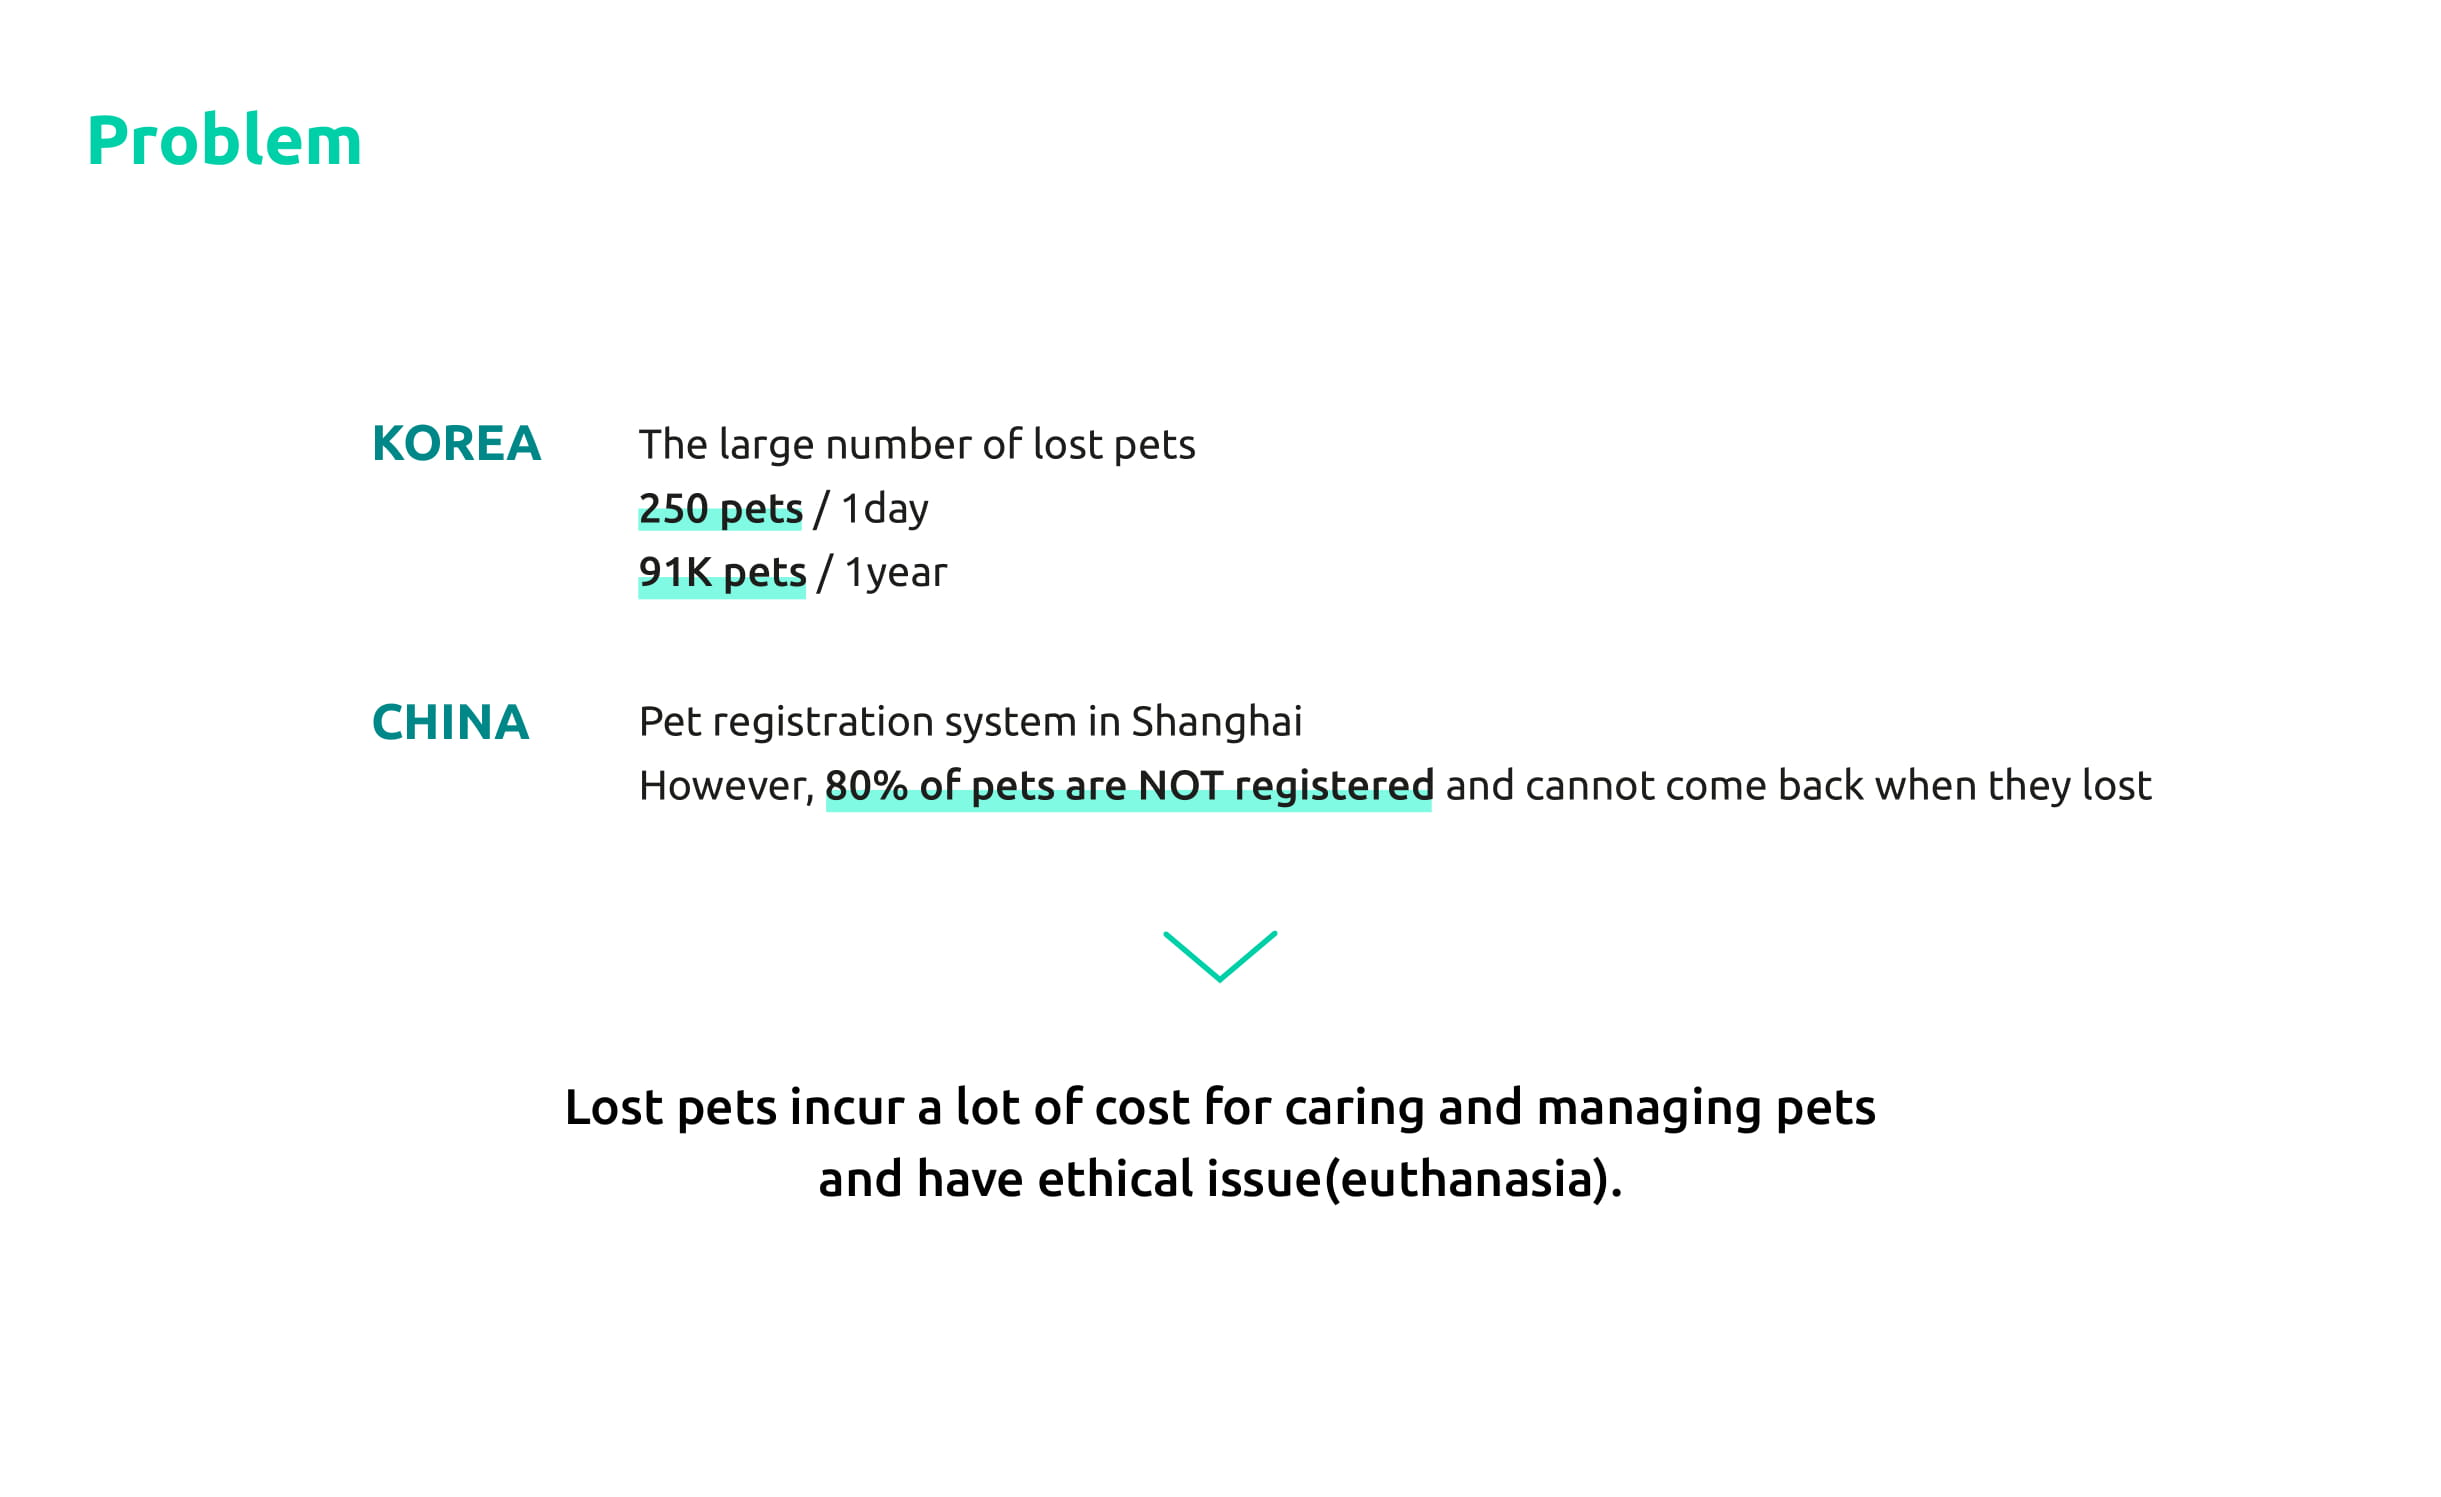 Problem
KOREA
The large number of lost pets
250 pets / 1day
91K pets / 1year
CHINA
Pet registration system in Shanghai
However, 80% of pets are NOT registered and cannot come back when they lost
Lost pets incur a lot of cost for caring and managing pets
and have ethical issue(euthanasia).